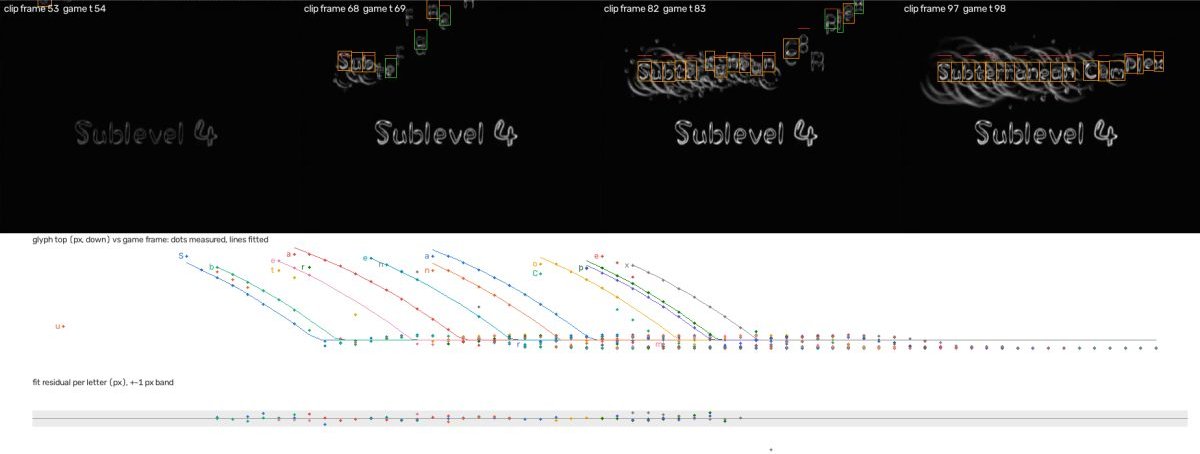 clip frame 53 game t 54
clip frame 68 game t 69
clip frame 82 game t 83
clip frame 97 game t 98
Sub
Subt
Subterranean Complex
Sublevel 4
Sublevel 4
Sublevel 4
Sublevel 4
glyph top (px, down) vs game frame: dots measured, lines fitted
S
b
e
t
a
r
e
n
a
n
o
C
p
e
x
u
r
m
fit residual per letter (px), +-1 px band